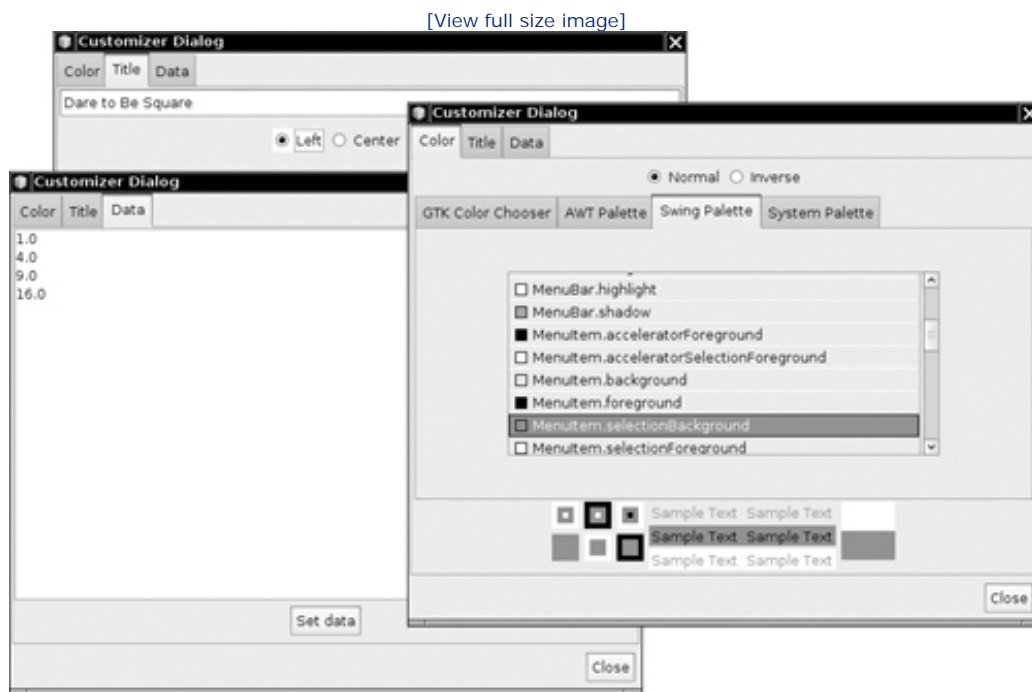 [View full size image]
Customizer Dialog
Color Title Data
Dare to Be Square
Left Center
Customizer Dialog
Color Title Data
Normal Inverse
GTK Color Chooser AWT Palette Swing Palette System Palette
MenuBar.highlight
MenuBar.shadow
MenuItem.acceleratorForeground
MenuItem.acceleratorSelectionForeground
MenuItem.background
MenuItem.foreground
MenuItem.selectionBackground
MenuItem.selectionForeground
Sample Text Sample Text
Sample Text Sample Text
Sample Text Sample Text
Close
Customizer Dialog
Color Title Data
1.0
4.0
9.0
16.0
Set data
Close